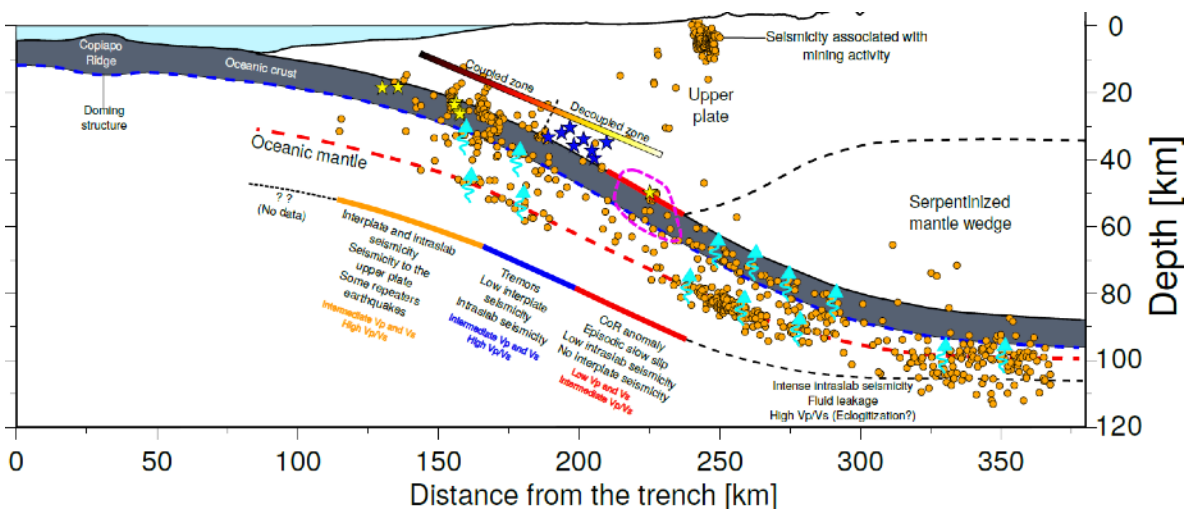 Seismicity associated with
mining activity
Copiapo
Ridge
Oceanic crust
Doming
structure
Coupled zone
Decoupled zone
Upper
plate
Oceanic mantle
? ?
(No data)
Interplate and intraslab
seismicity
Seismicity to the
upper plate
Some repeaters
earthquakes
Intermediate Vp and Vs
High Vp/Vs
Tremors
Low interplate
seismicity
Intraslab seismicity
Intermediate Vp and Vs
High Vp/Vs
CoR anomaly
Episodic slow slip
Low intraslab seismicity
No interplate seismicity
Low Vp and Vs
Intermediate Vp/Vs
Serpentinized
mantle wedge
Intense intraslab seismicity
Fluid leakage
High Vp/Vs (Eclogitization?)
0
20
40
60
80
100
120
Depth [km]
0 50 100 150 200 250 300 350
Distance from the trench [km]